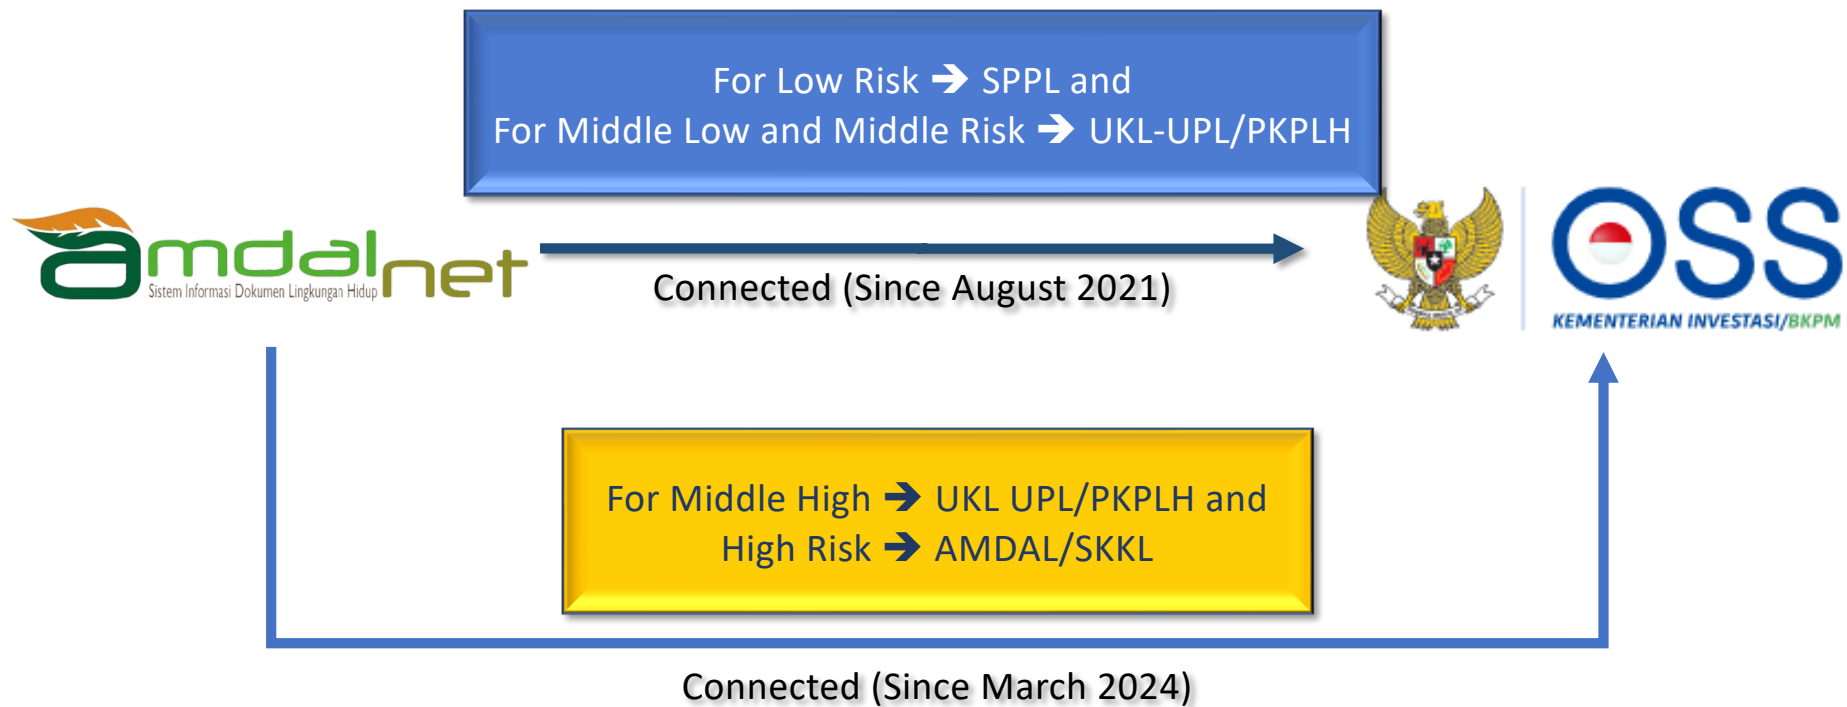 For Low Risk ➔ SPPL and
For Middle Low and Middle Risk ➔ UKL-UPL/PKPLH
amdalnet
Sistem Informasi Dokumen Lingkungan Hidup
Connected (Since August 2021)
OSS
KEMENTERIAN INVESTASI/BKPM
For Middle High ➔ UKL UPL/PKPLH and
High Risk ➔ AMDAL/SKKL
Connected (Since March 2024)